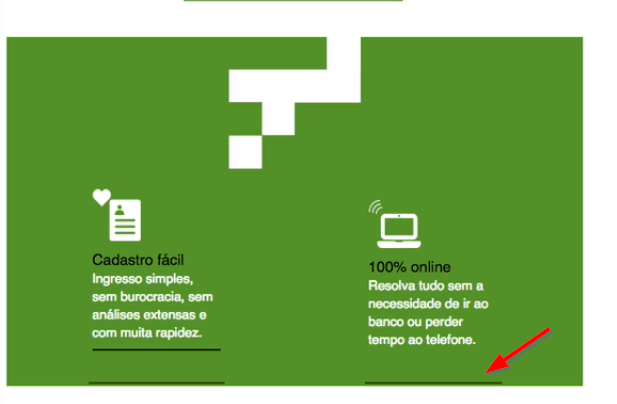 Cadastro fácil
Ingresso simples,
sem burocracia, sem
análises extensas e
com muita rapidez.
100% online
Resolva tudo sem a
necessidade de ir ao
banco ou perder
tempo ao telefone.